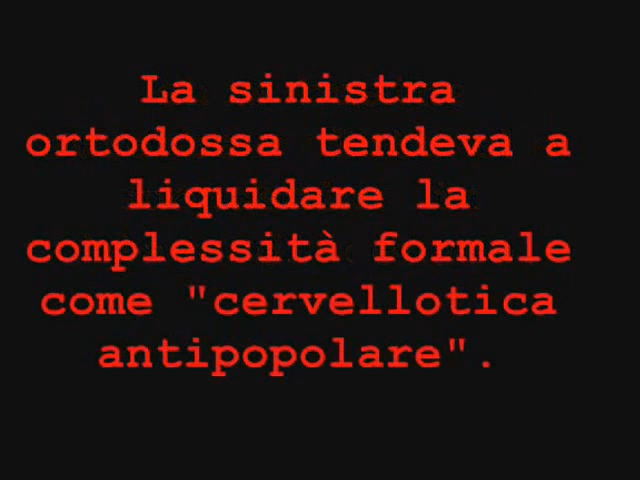 La sinistra
ortodossa tendeva a
liquidare la
complessità formale
come "cervellotica
antipopolare".